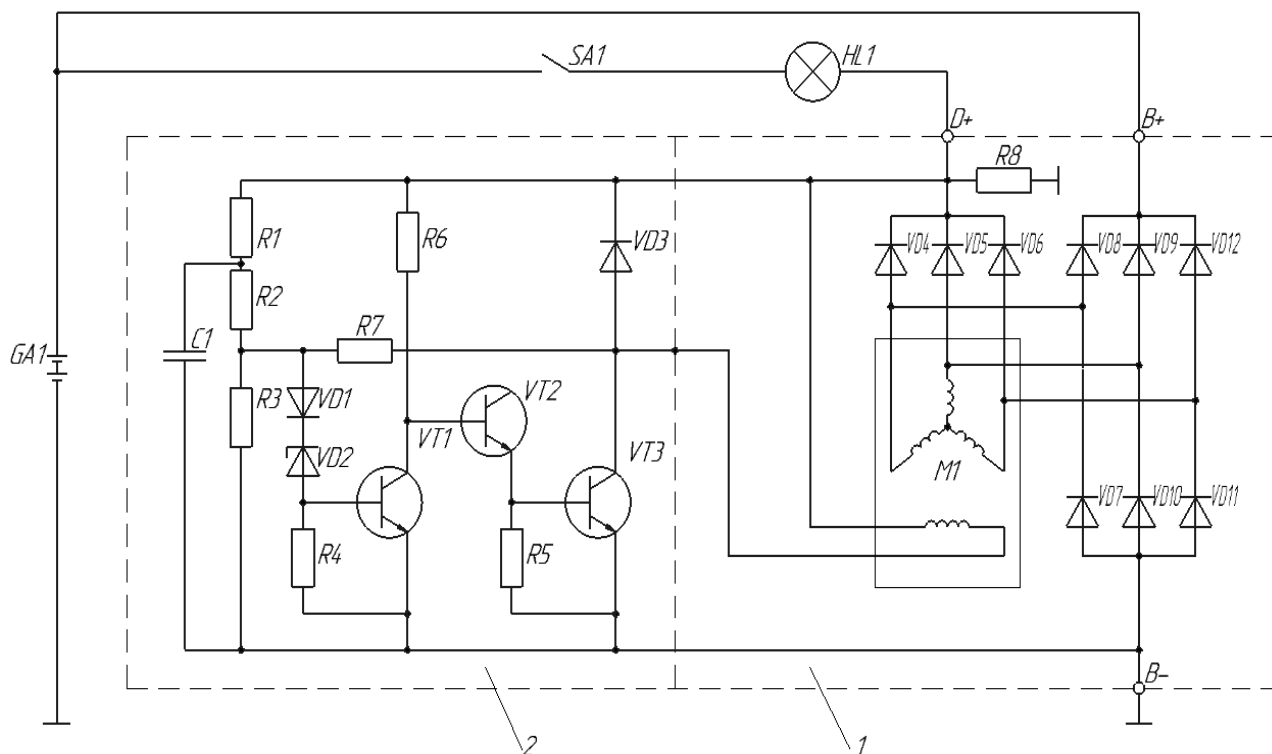 SA1
HL1
D+
B+
R8
R1
R6
VD3
VD4
VD5
VD6
VD8
VD9
VD12
R2
C1
R7
GA1
R3
VD1
VT2
VT1
VD2
VT3
M1
R4
R5
VD7
VD10
VD11
B-
2
1